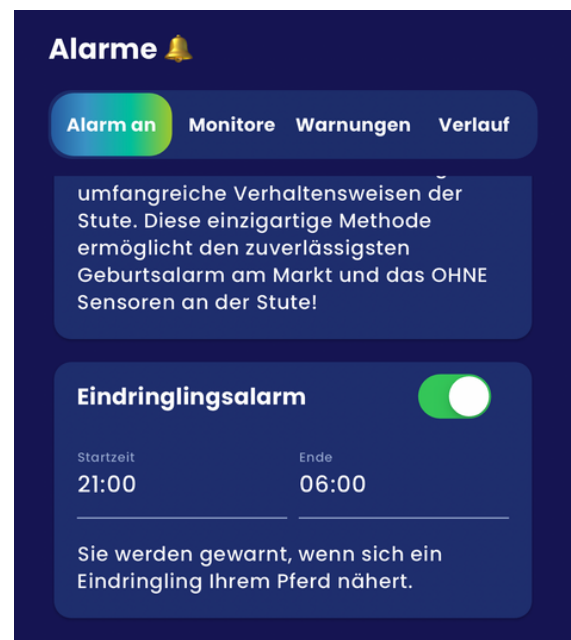 Alarme 🔔
Alarm an Monitore Warnungen Verlauf
umfangreiche Verhaltensweisen der
Stute. Diese einzigartige Methode
ermöglicht den zuverlässigsten
Geburtsalarm am Markt und das OHNE
Sensoren an der Stute!
Eindringlingsalarm
Startzeit Ende
21:00 06:00
Sie werden gewarnt, wenn sich ein
Eindringling Ihrem Pferd nähert.